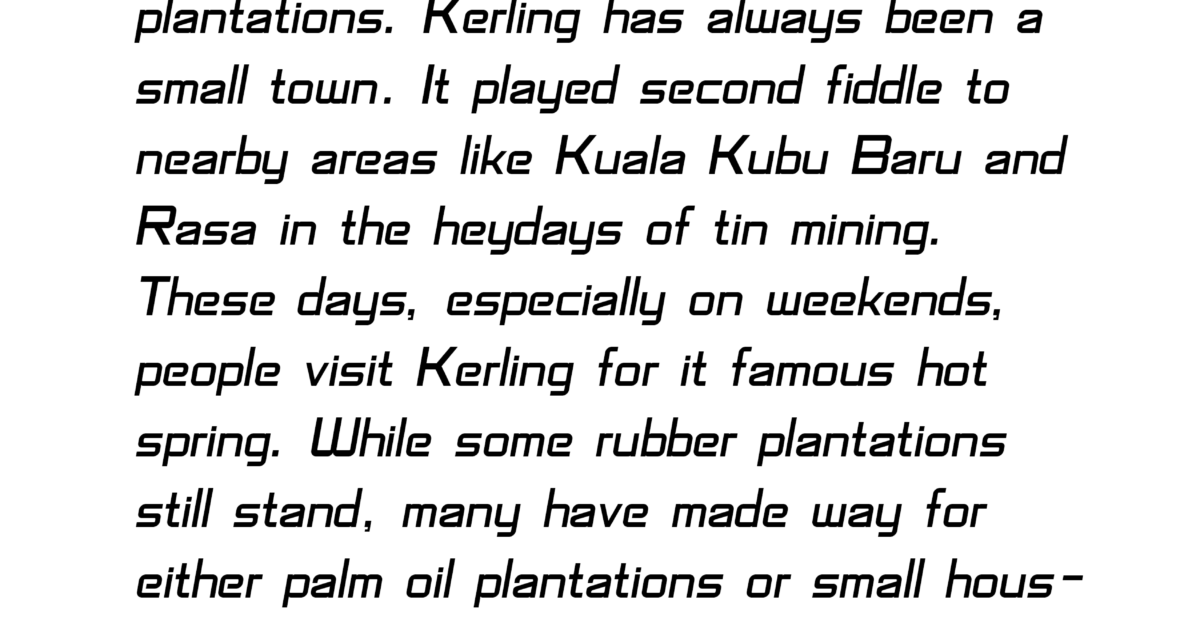 plantations. Kerling has always been a
small town. It played second fiddle to
nearby areas like Kuala Kubu Baru and
Rasa in the heydays of tin mining.
These days, especially on weekends,
people visit Kerling for it famous hot
spring. While some rubber plantations
still stand, many have made way for
either palm oil plantations or small hous-